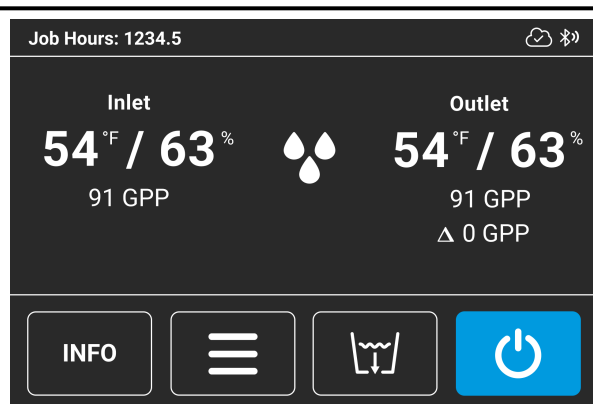 Job Hours: 1234.5
Inlet
54°F / 63%
91 GPP
Outlet
54°F / 63%
91 GPP
Δ 0 GPP
INFO